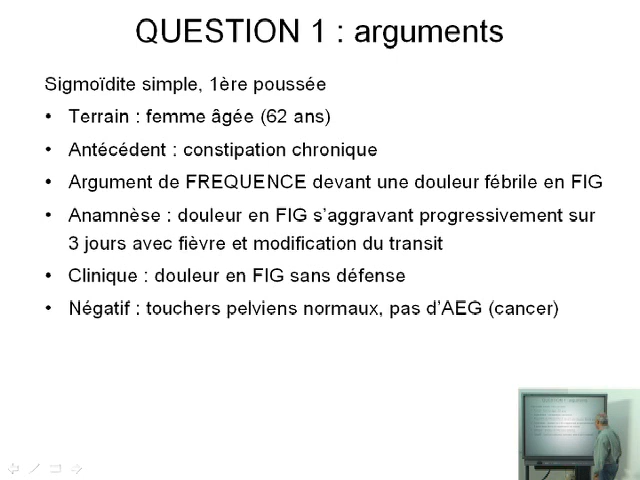 QUESTION 1 : arguments
Sigmoïdite simple, 1ère poussée
• Terrain : femme âgée (62 ans)
• Antécédent : constipation chronique
• Argument de FREQUENCE devant une douleur fébrile en FIG
• Anamnèse : douleur en FIG s’aggravant progressivement sur
3 jours avec fièvre et modification du transit
• Clinique : douleur en FIG sans défense
• Négatif : touchers pelviens normaux, pas d’AEG (cancer)